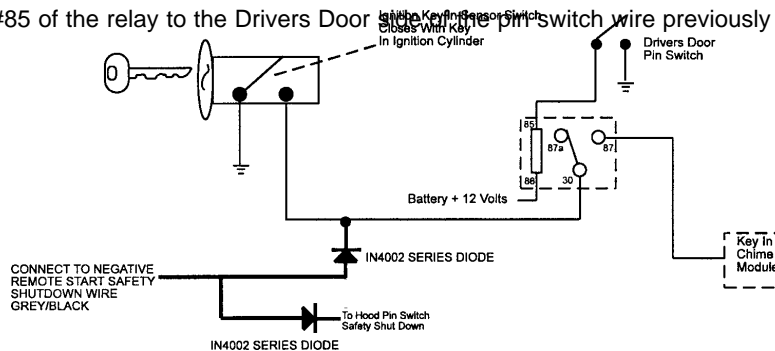 #85 of the relay to the Drivers Door side of the pin switch wire previously
Ignition Key In Sensor Switch
Closes With Key
In Ignition Cylinder
Drivers Door
Pin Switch
85
87a
87
86
30
Battery + 12 Volts
Key In
Chime
Module
IN4002 SERIES DIODE
CONNECT TO NEGATIVE
REMOTE START SAFETY
SHUTDOWN WIRE
GREY/BLACK
To Hood Pin Switch
Safety Shut Down
IN4002 SERIES DIODE